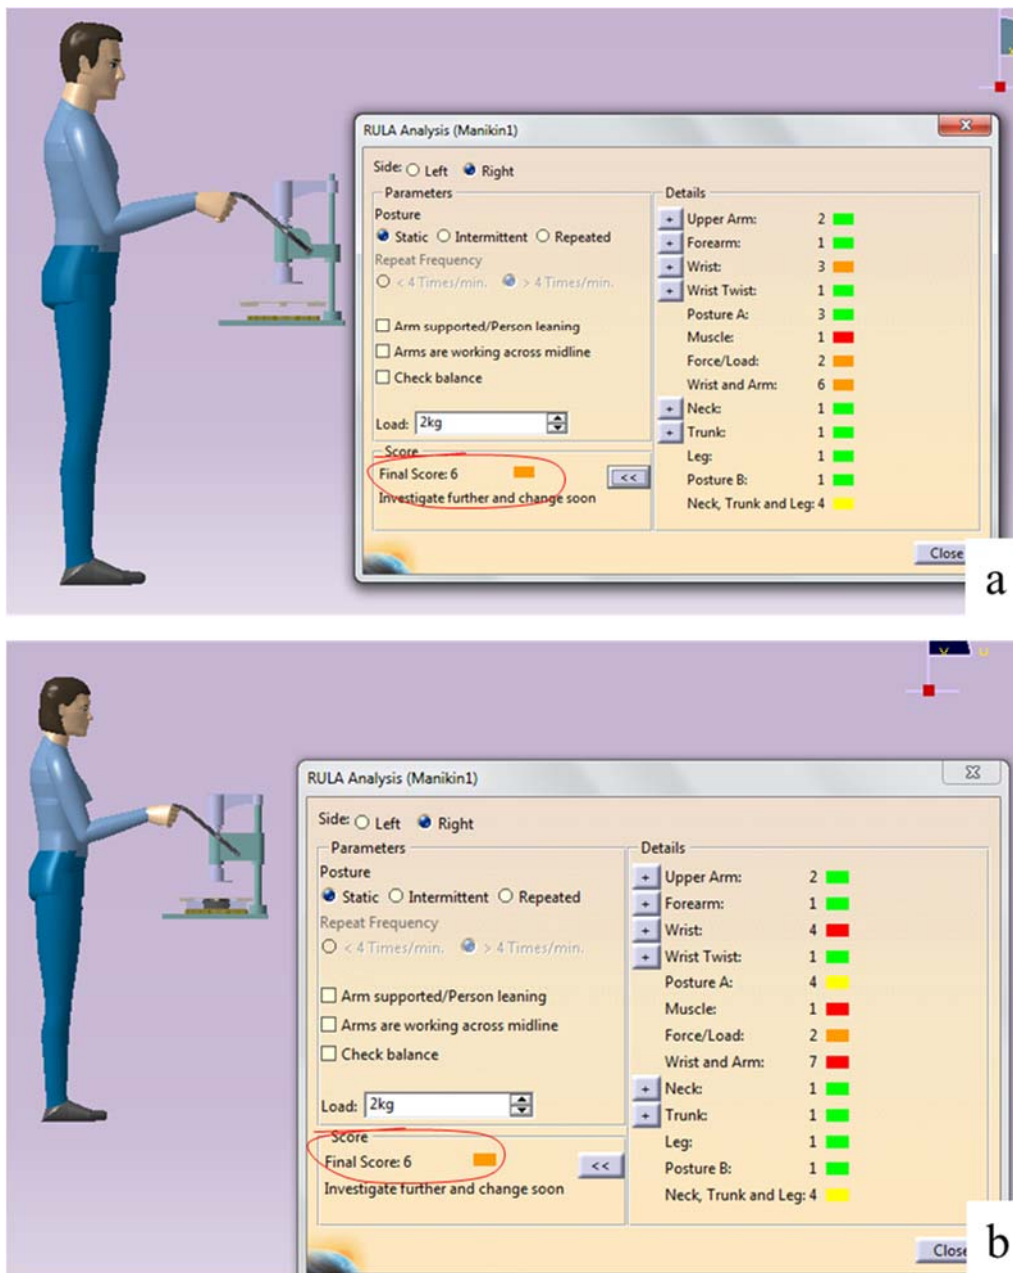 RULA Analysis (Manikin1)
Side: Left Right
Parameters
Posture
Static Intermittent Repeated
Repeat Frequency
< 4 Times/min. > 4 Times/min.
Arm supported/Person leaning
Arms are working across midline
Check balance
Load: 2kg
Score
Final Score: 6
<<
Investigate further and change soon
Details
+ Upper Arm: 2
+ Forearm: 1
+ Wrist: 3
+ Wrist Twist: 1
Posture A: 3
Muscle: 1
Force/Load: 2
Wrist and Arm: 6
+ Neck: 1
+ Trunk: 1
Leg: 1
Posture B: 1
Neck, Trunk and Leg: 4
Close
a
RULA Analysis (Manikin1)
Side: Left Right
Parameters
Posture
Static Intermittent Repeated
Repeat Frequency
< 4 Times/min. > 4 Times/min.
Arm supported/Person leaning
Arms are working across midline
Check balance
Load: 2kg
Score
Final Score: 6
<<
Investigate further and change soon
Details
+ Upper Arm: 2
+ Forearm: 1
+ Wrist: 4
+ Wrist Twist: 1
Posture A: 4
Muscle: 1
Force/Load: 2
Wrist and Arm: 7
+ Neck: 1
+ Trunk: 1
Leg: 1
Posture B: 1
Neck, Trunk and Leg: 4
Close
b